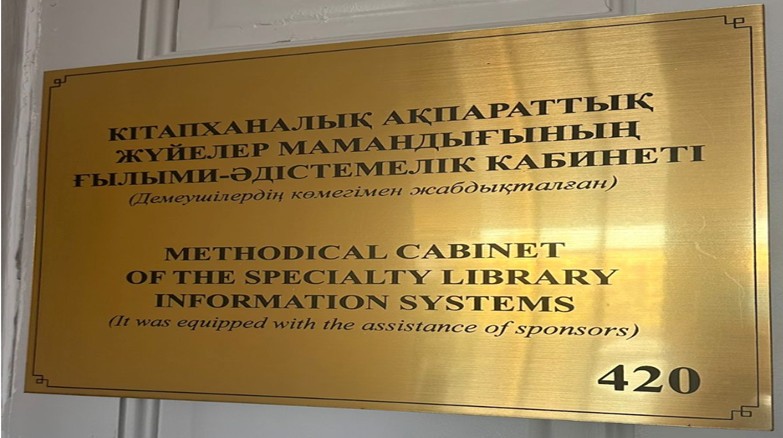 КІТАПХАНАЛЫҚ АҚПАРАТТЫҚ
ЖҮЙЕЛЕР МАМАНДЫҒЫНЫҢ
ҒЫЛЫМИ-ӘДІСТЕМЕЛІК КАБИНЕТІ
(Демеушілердің көмегімен жабдықталған)
METHODICAL CABINET
OF THE SPECIALTY LIBRARY
INFORMATION SYSTEMS
(It was equipped with the assistance of sponsors)
420